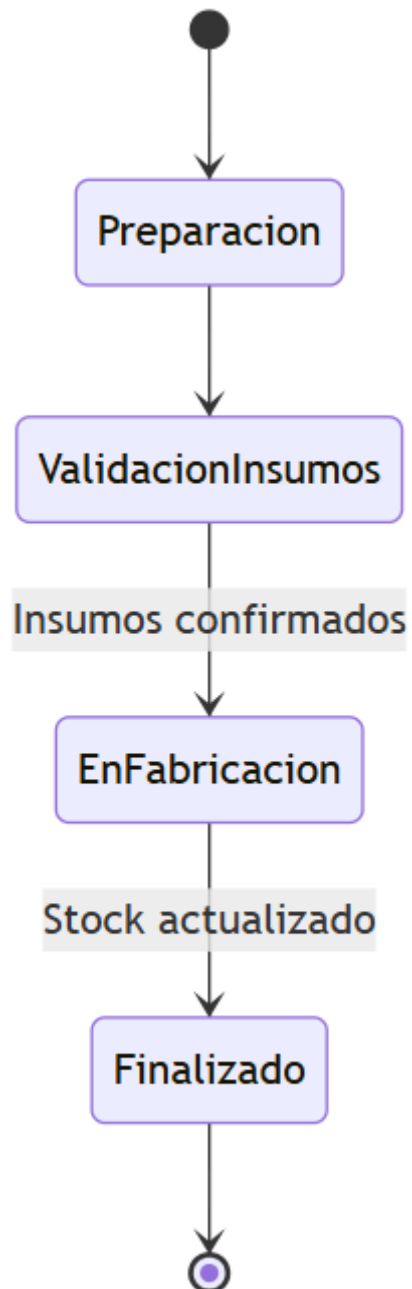 Preparacion
ValidacionInsumos
Insumos confirmados
EnFabricacion
Stock actualizado
Finalizado